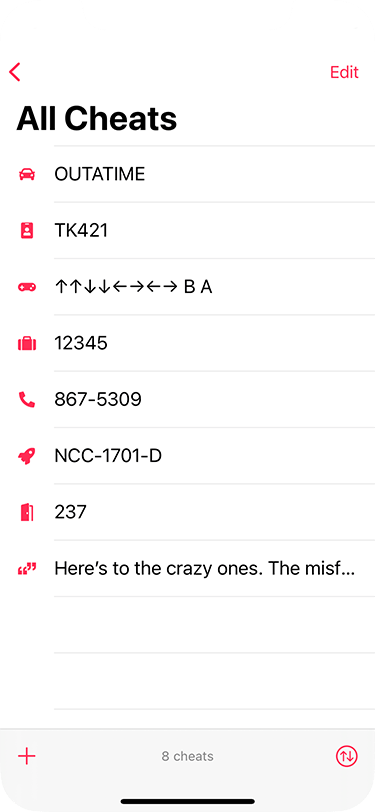 Edit
All Cheats
OUTATIME
TK421
↑↑↓↓←→←→ B A
12345
867-5309
NCC-1701-D
237
Here’s to the crazy ones. The misf...
8 cheats